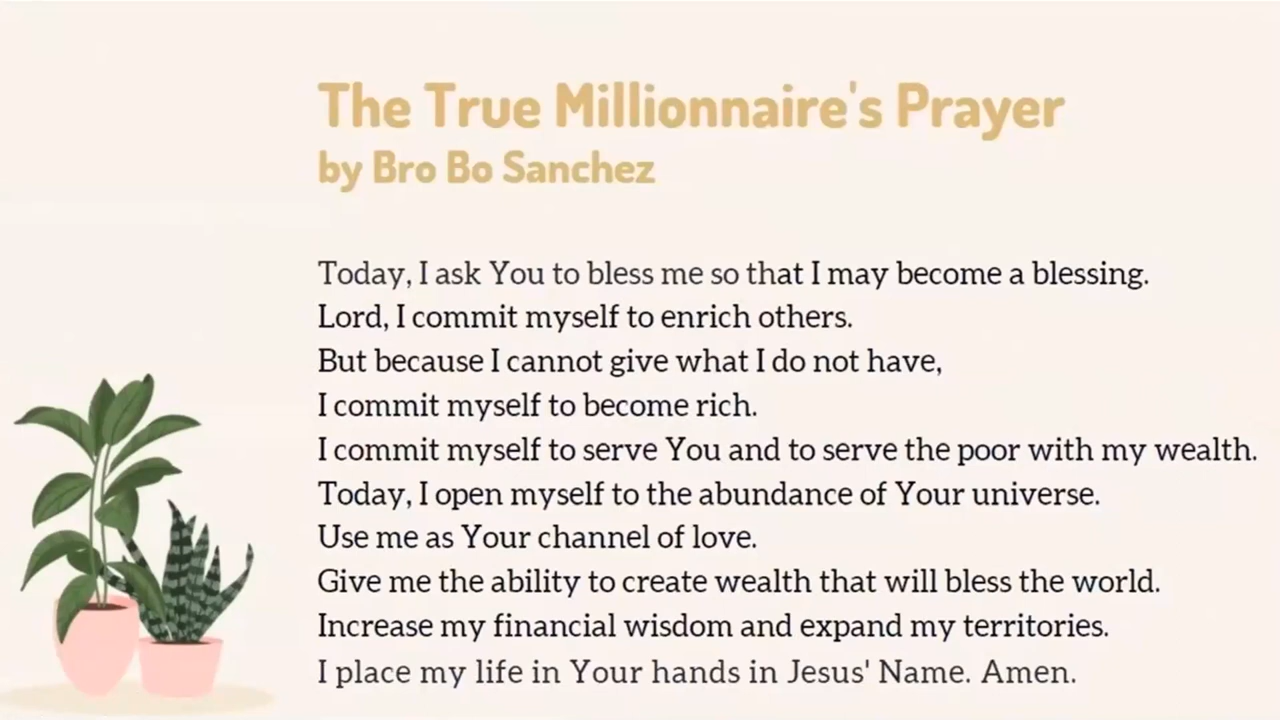 The True Millionnaire's Prayer
by Bro Bo Sanchez
Today, I ask You to bless me so that I may become a blessing.
Lord, I commit myself to enrich others.
But because I cannot give what I do not have,
I commit myself to become rich.
I commit myself to serve You and to serve the poor with my wealth.
Today, I open myself to the abundance of Your universe.
Use me as Your channel of love.
Give me the ability to create wealth that will bless the world.
Increase my financial wisdom and expand my territories.
I place my life in Your hands in Jesus' Name. Amen.